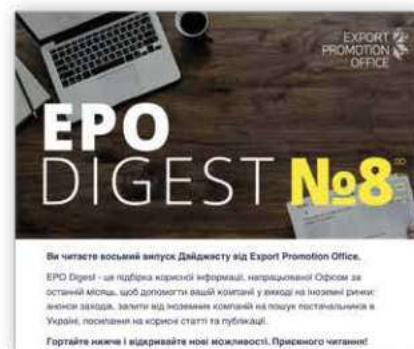 EXPORT
PROMOTION
OFFICE
EPO
DIGEST №8
Ви читаєте восьмий випуск Дайджесту від Export Promotion Office.
EPO Digest - це підбірка корисної інформації, напрацьованої Офісом за
останній місяць, щоб допомогти вашій компанії у виході на іноземні ринки:
анонси заходів, запити від іноземних компаній на пошук постачальників в
Україні, посилання на корисні статті та публікації.
Гортайте нижче і відкривайте нові можливості. Приємного читання!